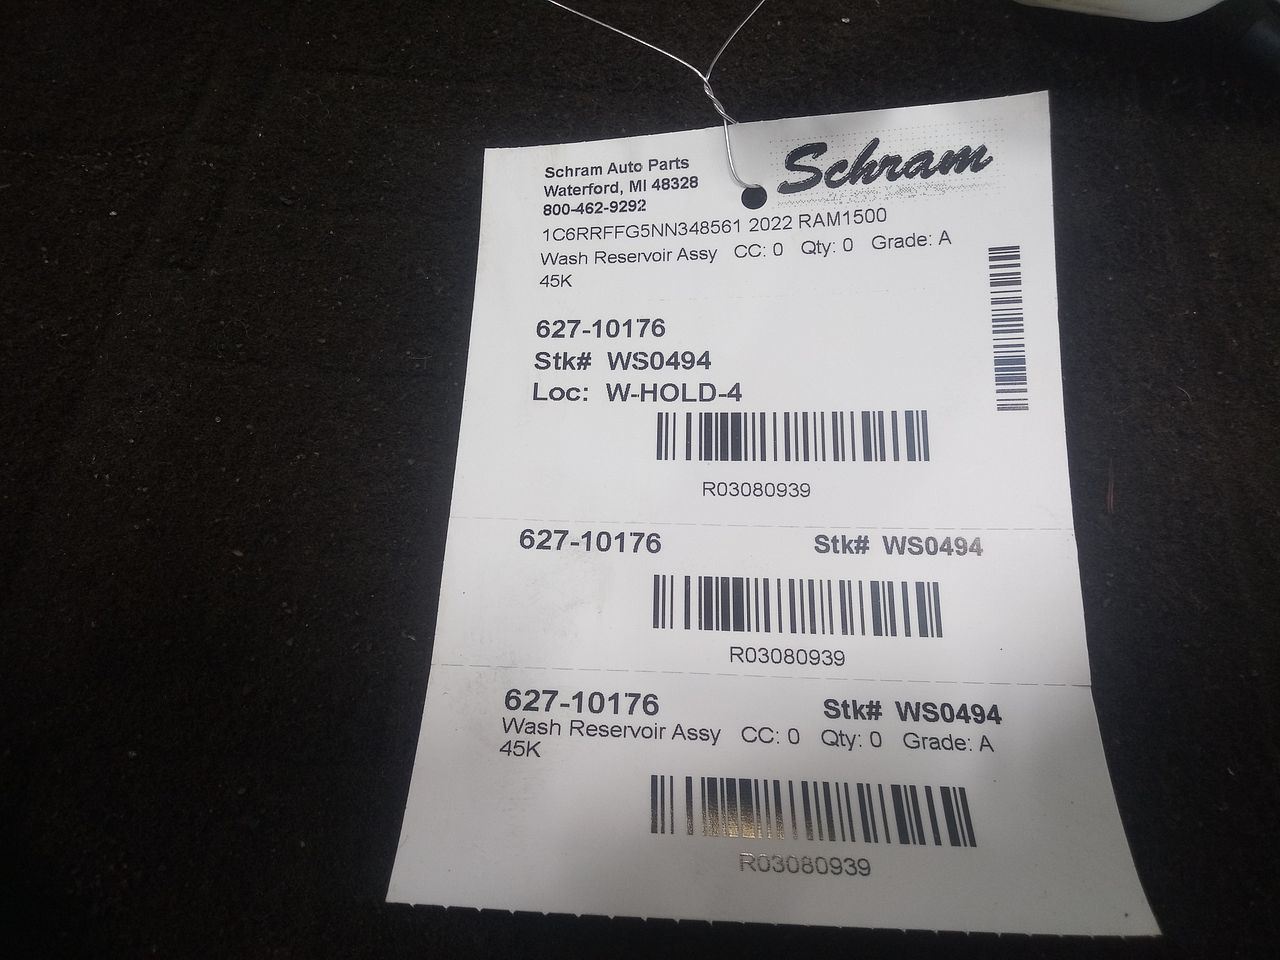 Schram Auto Parts
Waterford, MI 48328
800-462-9292
Schram
1C6RRFFG5NN348561 2022 RAM1500
Wash Reservoir Assy CC: 0 Qty: 0 Grade: A
45K
627-10176
Stk# WS0494
Loc: W-HOLD-4
R03080939
627-10176 Stk# WS0494
R03080939
627-10176 Stk# WS0494
Wash Reservoir Assy CC: 0 Qty: 0 Grade: A
45K
R03080939